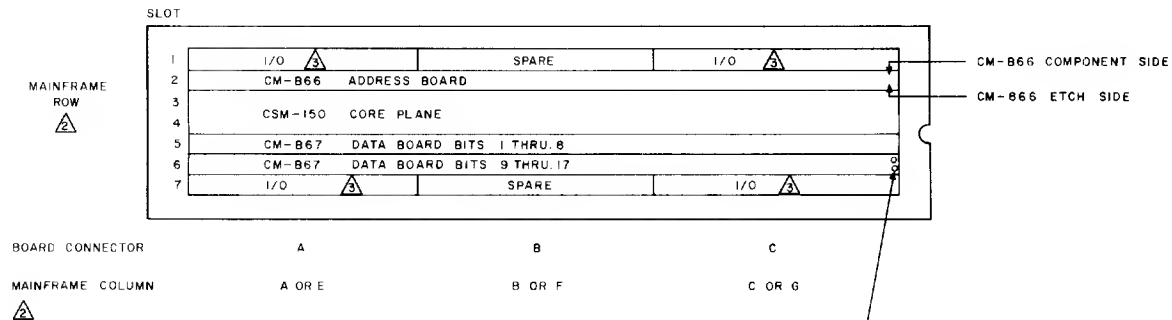 SLOT
1 I/O 3 SPARE I/O 3
2 CM-B66 ADDRESS BOARD
3
4 CSM-150 CORE PLANE
5 CM-B67 DATA BOARD BITS 1 THRU. 8
6 CM-B67 DATA BOARD BITS 9 THRU. 17
7 I/O 3 SPARE I/O 3
MAINFRAME
ROW
2
CM-B66 COMPONENT SIDE
CM-B66 ETCH SIDE
BOARD CONNECTOR A B C
MAINFRAME COLUMN A OR E B OR F C OR G
2